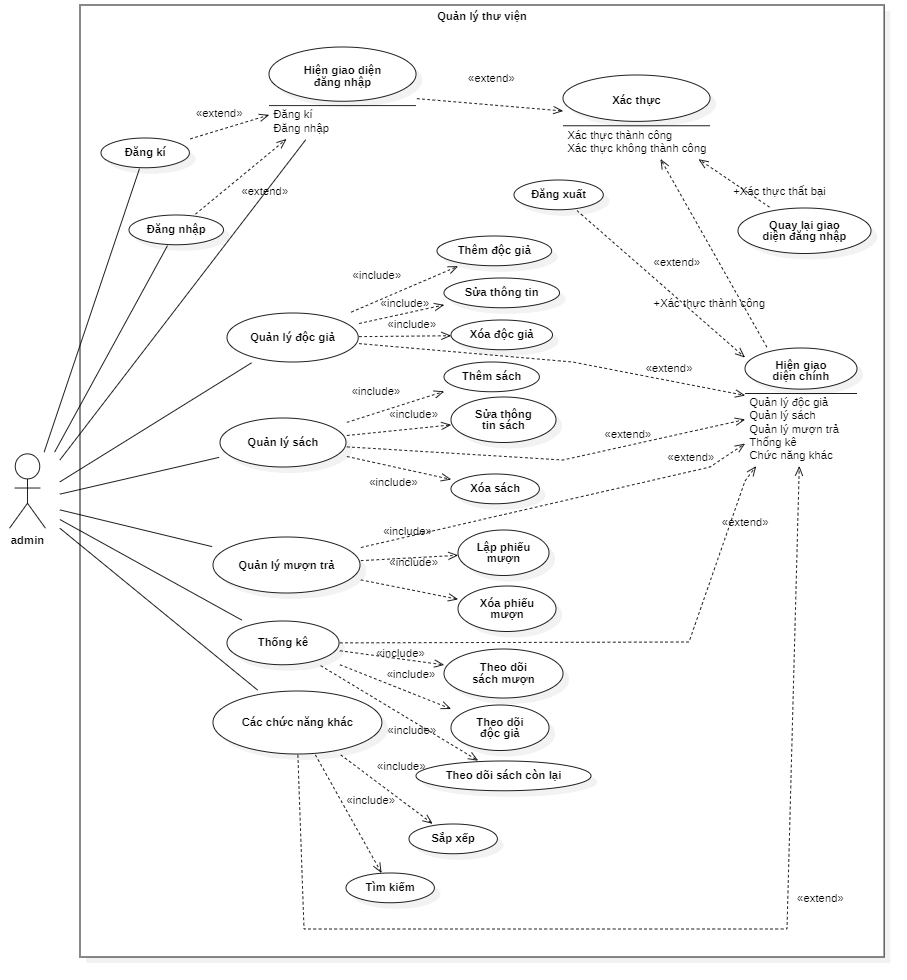 Quản lý thư viện
Hiện giao diện
đăng nhập
«extend»
Xác thực
«extend»
Đăng kí
Đăng nhập
Xác thực thành công
Xác thực không thành công
Đăng kí
«extend»
+Xác thực thất bại
Đăng xuất
Đăng nhập
Quay lại giao
diện đăng nhập
Thêm độc giả
«extend»
«include»
Sửa thông tin
«include»
+Xác thực thành công
«include»
Quản lý độc giả
Xóa độc giả
Hiện giao
diện chính
«extend»
Thêm sách
«include»
Quản lý độc giả
Quản lý sách
Quản lý mượn trả
Thống kê
Chức năng khác
«include»
Sửa thông
tin sách
Quản lý sách
«extend»
«extend»
«include»
Xóa sách
«extend»
admin
«include»
Lập phiếu
mượn
«include»
Quản lý mượn trả
Xóa phiếu
mượn
Thống kê
«include»
Theo dõi
sách mượn
«include»
Các chức năng khác
Theo dõi
độc giả
«include»
«include»
Theo dõi sách còn lại
«include»
Sắp xếp
Tìm kiếm
«extend»